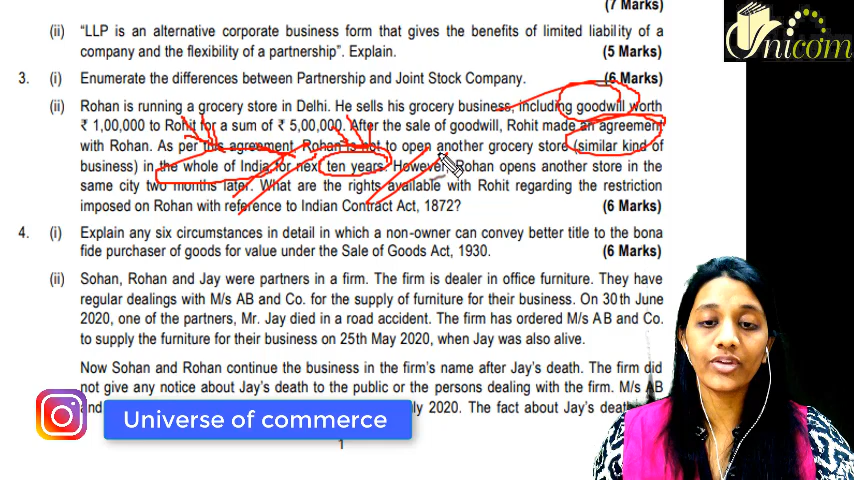 (7 Marks)
(ii) “LLP is an alternative corporate business form that gives the benefits of limited liability of a
company and the flexibility of a partnership”. Explain. (5 Marks)
3. (i) Enumerate the differences between Partnership and Joint Stock Company. (6 Marks)
(ii) Rohan is running a grocery store in Delhi. He sells his grocery business, including goodwill worth
₹ 1,00,000 to Rohit for a sum of ₹ 5,00,000. After the sale of goodwill, Rohit made an agreement
with Rohan. As per this agreement, Rohan is not to open another grocery store (similar kind of
business) in the whole of India for next ten years. However, Rohan opens another store in the
same city two months later. What are the rights available with Rohit regarding the restriction
imposed on Rohan with reference to Indian Contract Act, 1872? (6 Marks)
4. (i) Explain any six circumstances in detail in which a non-owner can convey better title to the bona
fide purchaser of goods for value under the Sale of Goods Act, 1930. (6 Marks)
(ii) Sohan, Rohan and Jay were partners in a firm. The firm is dealer in office furniture. They have
regular dealings with M/s AB and Co. for the supply of furniture for their business. On 30th June
2020, one of the partners, Mr. Jay died in a road accident. The firm has ordered M/s AB and Co.
to supply the furniture for their business on 25th May 2020, when Jay was also alive.
Now Sohan and Rohan continue the business in the firm's name after Jay's death. The firm did
not give any notice about Jay's death to the public or the persons dealing with the firm. M/s AB
2020. The fact about Jay's
Universe of commerce
1
Unicom